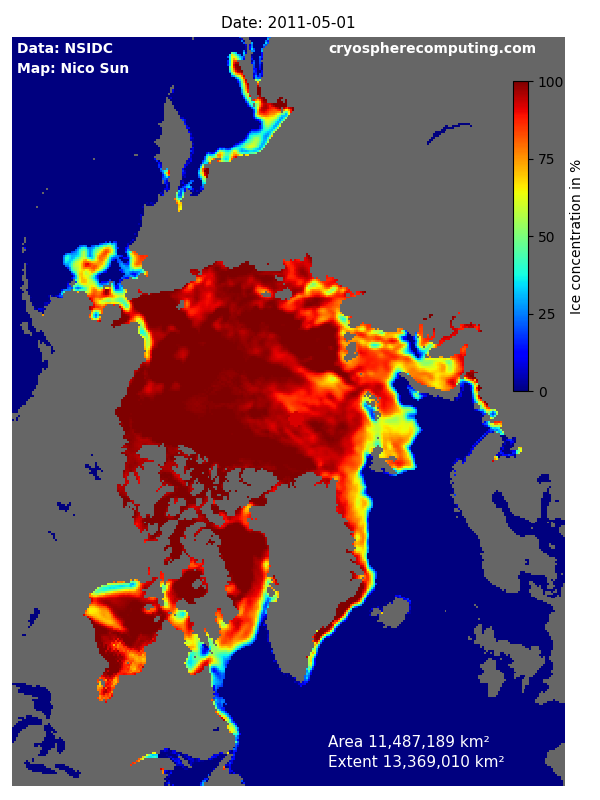 Date: 2011-05-01
Data: NSIDC
cryospherecomputing.com
Map: Nico Sun
100
75
50
25
0
Ice concentration in %
Area 11,487,189 km²
Extent 13,369,010 km²